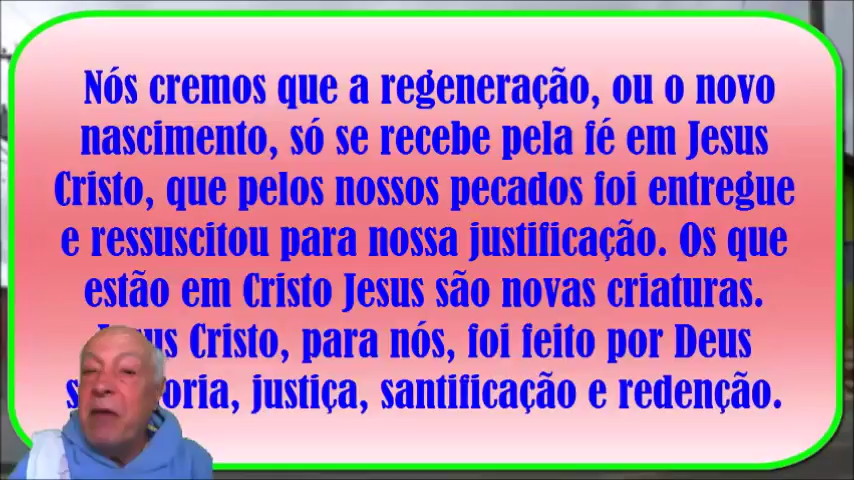 Nós cremos que a regeneração, ou o novo
nascimento, só se recebe pela fé em Jesus
Cristo, que pelos nossos pecados foi entregue
e ressuscitou para nossa justificação. Os que
estão em Cristo Jesus são novas criaturas.
Cristo, para nós, foi feito por Deus
justiça, santificação e redenção.